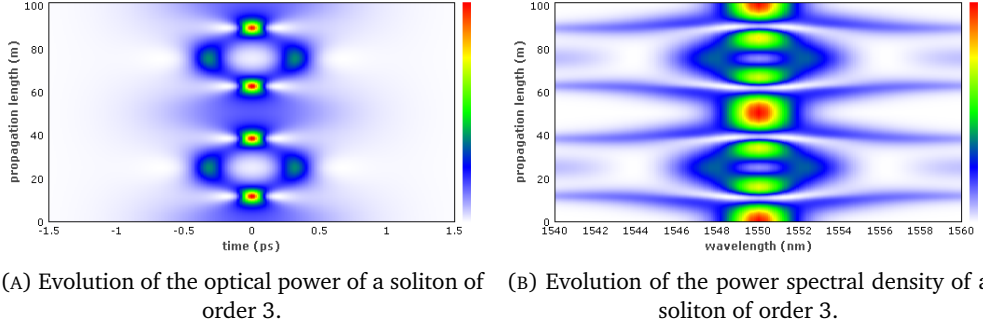 100
80
60
40
20
0
propagation length (m)
-1.5 -1 -0.5 0 0.5 1 1.5
time (ps)
100
80
60
40
20
0
propagation length (m)
1540 1542 1544 1546 1548 1550 1552 1554 1556 1558 1560
wavelength (nm)
(A) Evolution of the optical power of a soliton of
order 3.
(B) Evolution of the power spectral density of a
soliton of order 3.